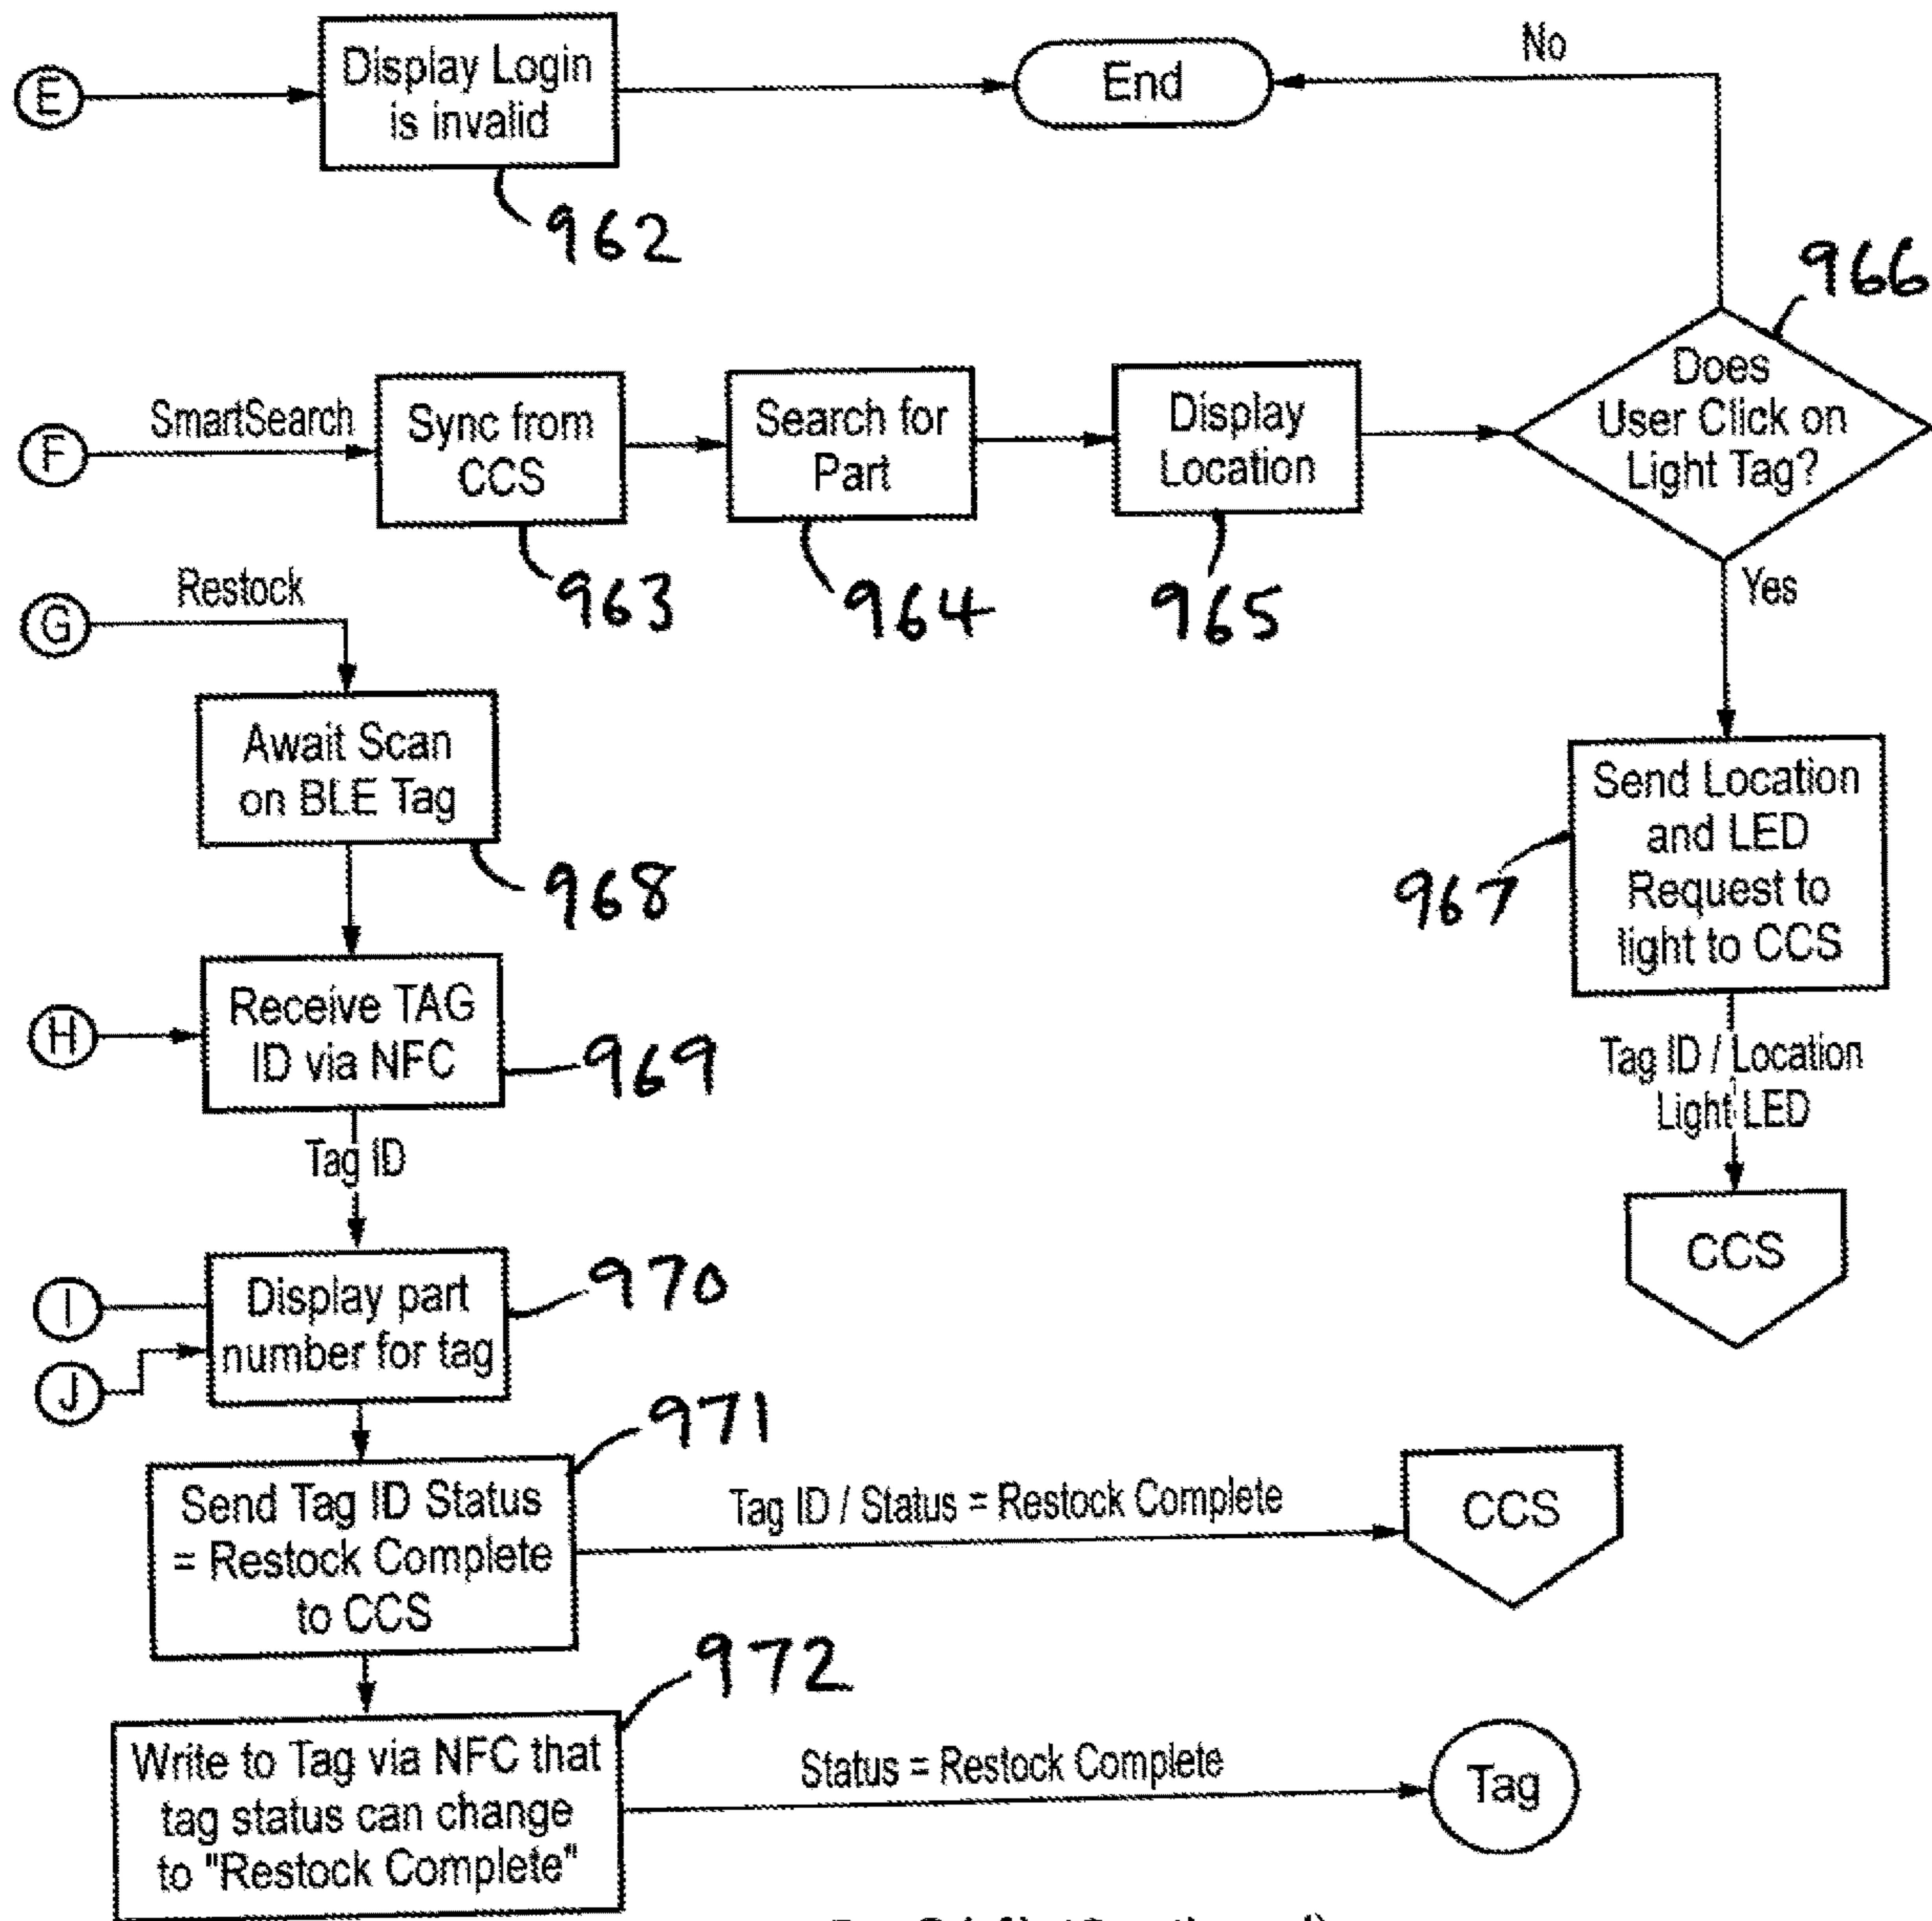 E
Display Login
is invalid
962
End
No
F
SmartSearch
Sync from
CCS
963
Search for
Part
964
Display
Location
965
Does
User Click on
Light Tag?
966
Yes
Send Location
and LED
Request to
light to CCS
967
Tag ID / Location
Light LED
CCS
G
Restock
Await Scan
on BLE Tag
968
H
Receive TAG
ID via NFC
969
Tag ID
I
J
Display part
number for tag
970
Send Tag ID Status
= Restock Complete
to CCS
971
Tag ID / Status = Restock Complete
CCS
Write to Tag via NFC that
tag status can change
to "Restock Complete"
972
Status = Restock Complete
Tag